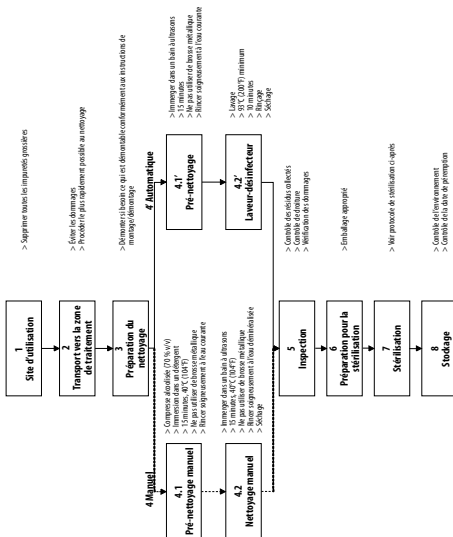 1
Site d'utilisation
> Supprimer toutes les impuretés grossières
2
Transport vers la zone
de traitement
> Éviter les dommages
> Procéder le plus rapidement possible au nettoyage
3
Préparation du
nettoyage
> Démonter si besoin ce qui est démontable conformément aux instructions de
montage/démontage
4 Manuel
4.1
Pré-nettoyage manuel
> Compresse alcoolisée (70 % v/v)
> Immersion dans un détergent
> 15 minutes, 40°C (104°F)
> Ne pas utiliser de brosse métallique
> Rincer soigneusement à l'eau courante
4.2
Nettoyage manuel
> Immerger dans un bain à ultrasons
> 15 minutes, 40°C (104°F)
> Ne pas utiliser de brosse métallique
> Rincer soigneusement à l'eau déminéralisée
> Séchage
4' Automatique
4.1'
Pré-nettoyage
> Immerger dans un bain à ultrasons
> 15 minutes
> Ne pas utiliser de brosse métallique
> Rincer soigneusement à l'eau courante
4.2'
Laveur-désinfecteur
> Lavage
> 93°C (200°F) minimum
> 10 minutes
> Rinçage
> Séchage
5
Inspection
> Contrôle des résidus collectés
> Contrôle de droiture
> Vérification des dommages
6
Préparation pour la
stérilisation
> Emballage approprié
7
Stérilisation
> Voir protocole de stérilisation ci-après
8
Stockage
> Contrôle de l'environnement
> Contrôle de la date de péremption